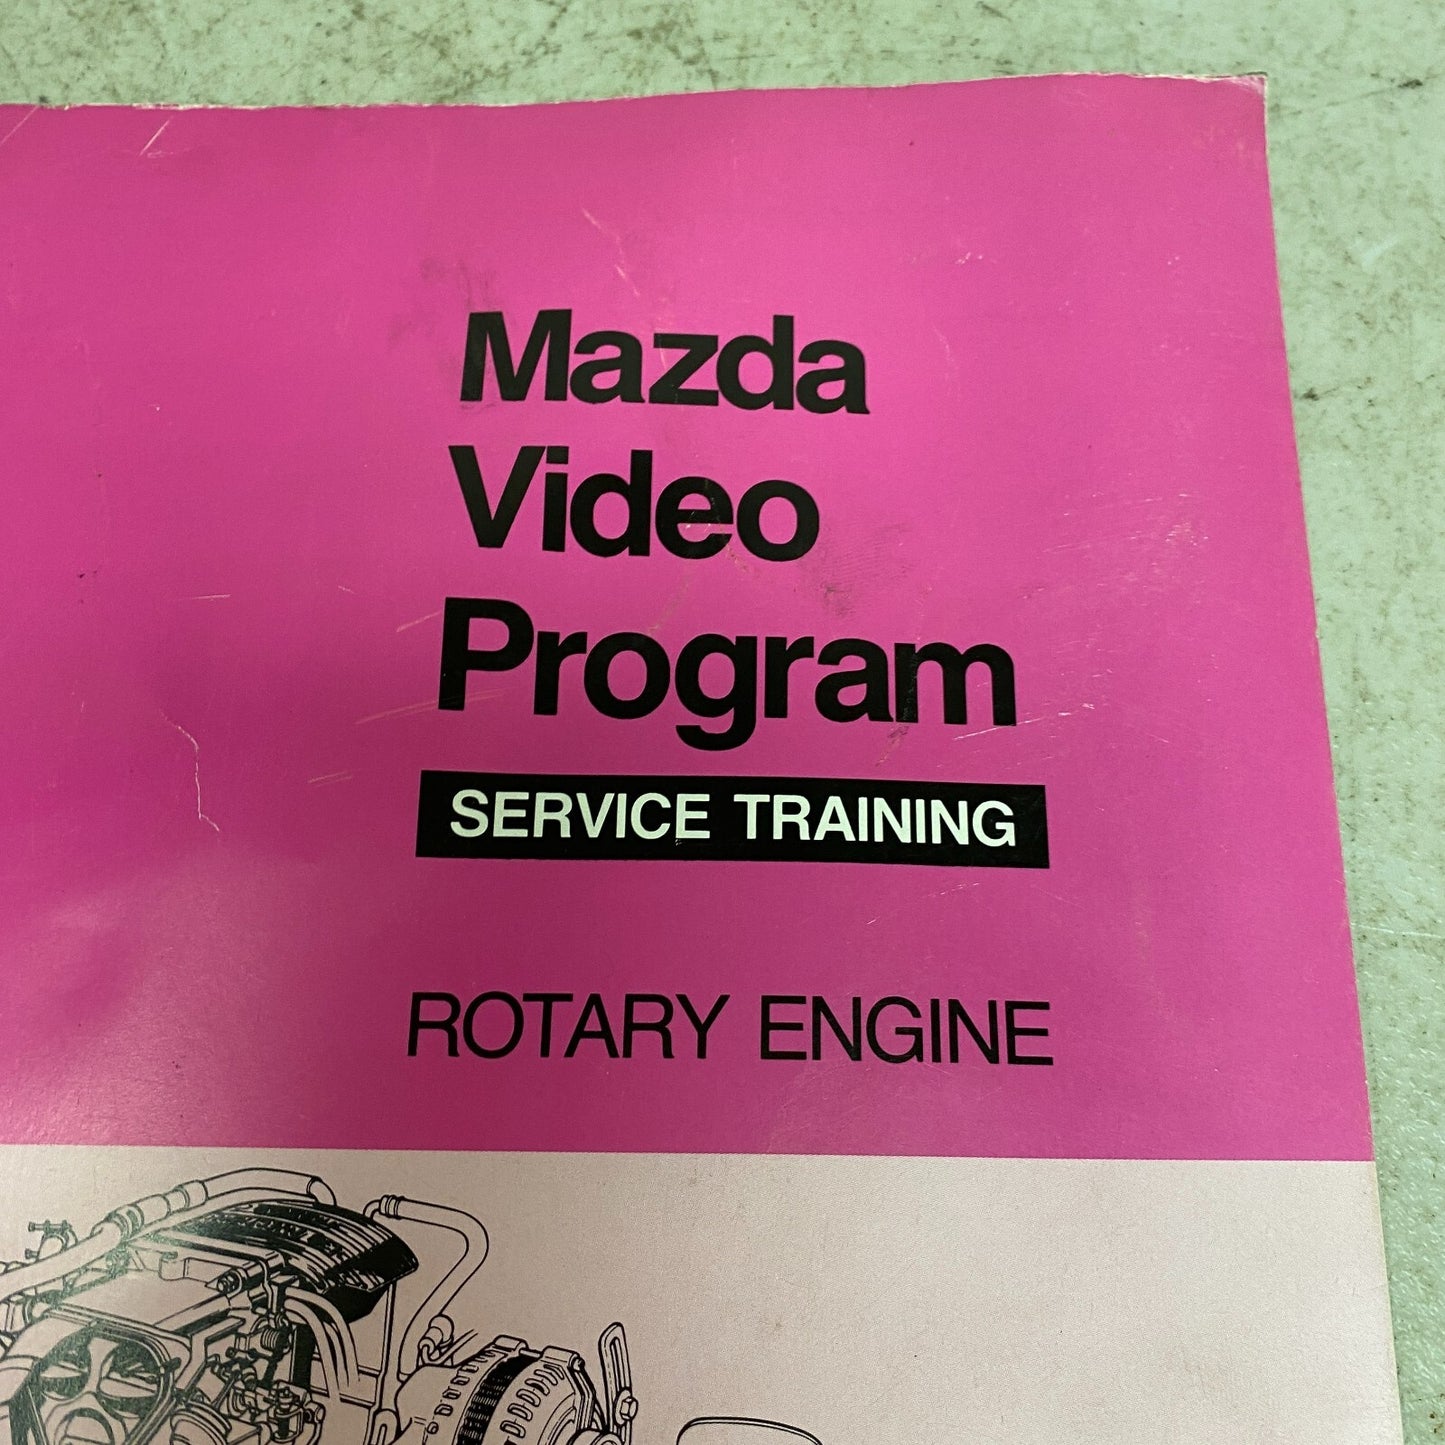 Mazda
Video
Program
SERVICE TRAINING
ROTARY ENGINE